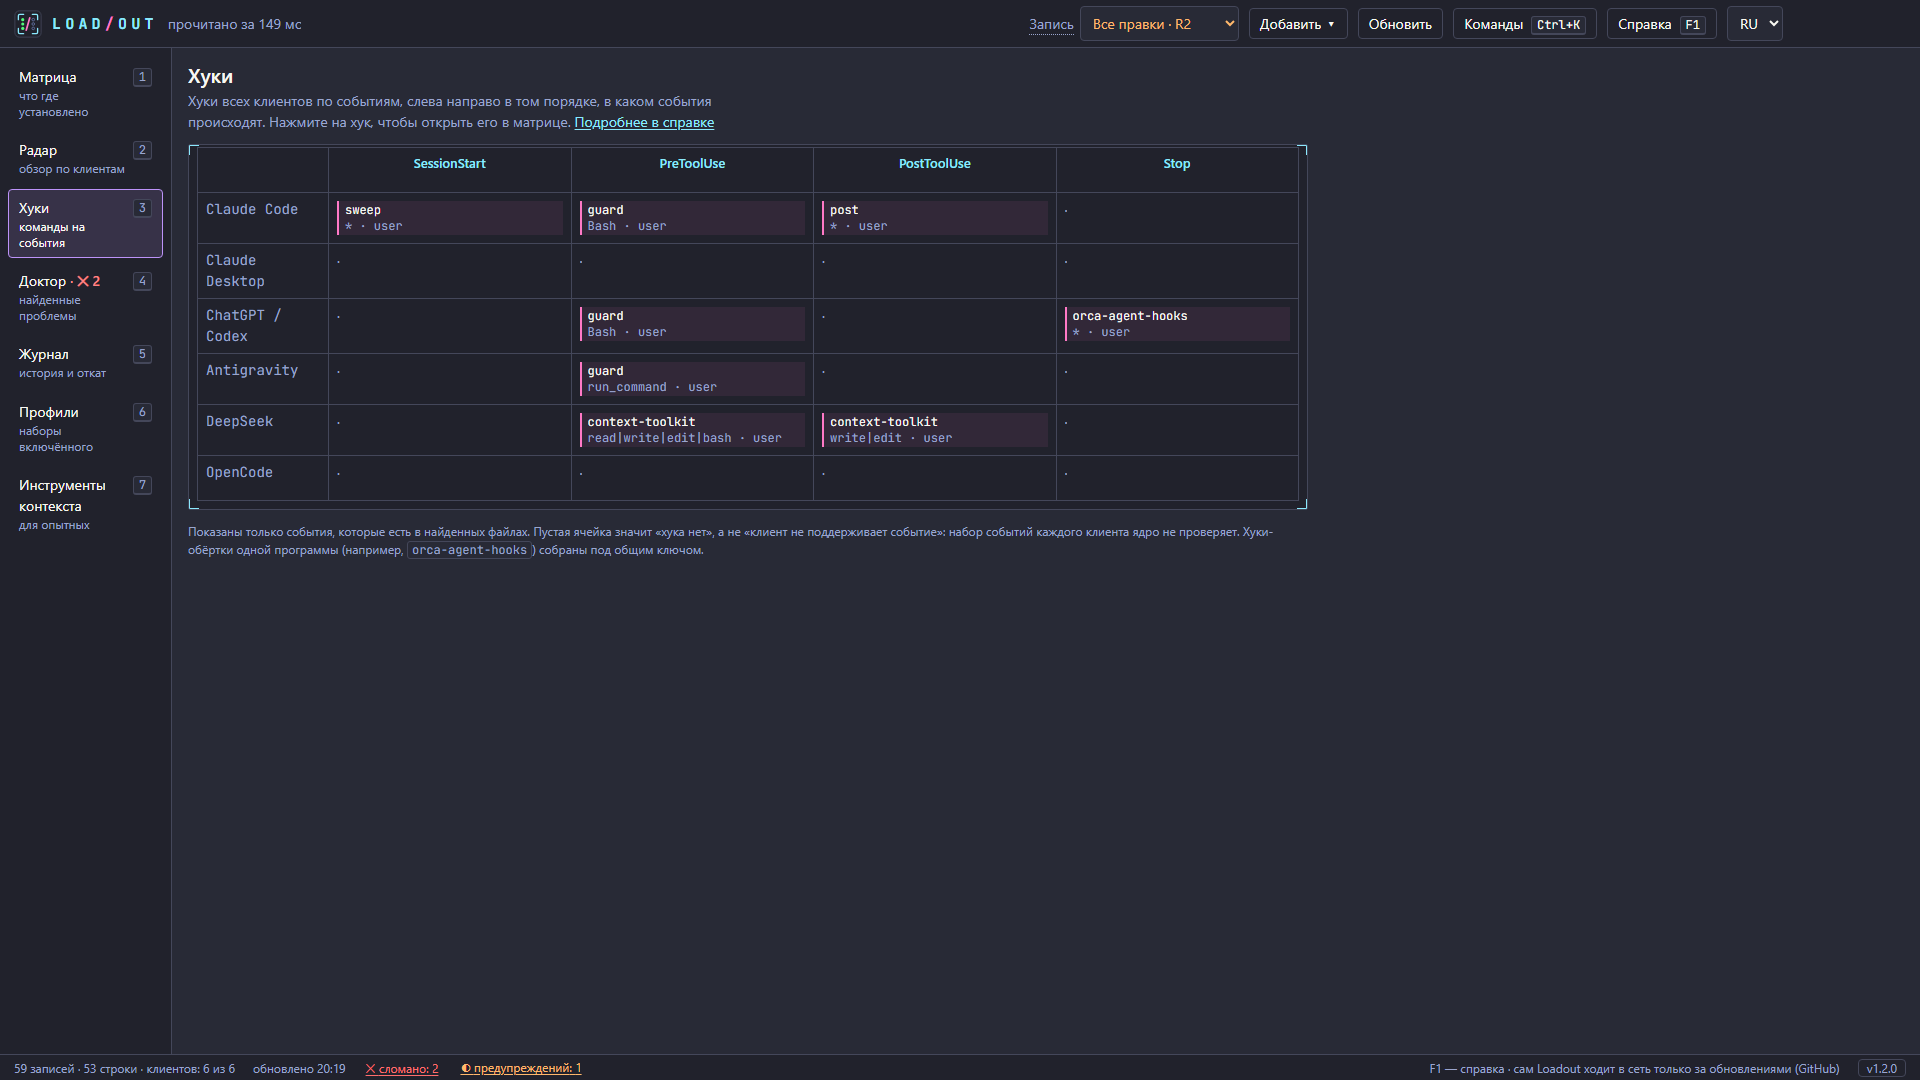 LOAD/OUT прочитано за 149 мс Запись Все правки · R2 Добавить ▾ Обновить Команды Ctrl+K Справка F1 RU
Матрица 1
что где
установлено
Радар 2
обзор по клиентам
Хуки 3
команды на
события
Доктор · ✕ 2 4
найденные
проблемы
Журнал 5
история и откат
Профили 6
наборы
включённого
Инструменты 7
контекста
для опытных
Хуки
Хуки всех клиентов по событиям, слева направо в том порядке, в каком события
происходят. Нажмите на хук, чтобы открыть его в матрице. Подробнее в справке
SessionStart PreToolUse PostToolUse Stop
Claude Code sweep guard post ·
* · user Bash · user * · user
Claude · · · ·
Desktop
ChatGPT / · guard · orca-agent-hooks
Codex Bash · user * · user
Antigravity · guard · ·
run_command · user
DeepSeek · context-toolkit context-toolkit ·
read|write|edit|bash · user write|edit · user
OpenCode · · · ·
Показаны только события, которые есть в найденных файлах. Пустая ячейка значит «хука нет», а не «клиент не поддерживает событие»: набор событий каждого клиента ядро не проверяет. Хуки-
обёртки одной программы (например, orca-agent-hooks) собраны под общим ключом.
59 записей · 53 строки · клиентов: 6 из 6 обновлено 20:19 ✕ сломано: 2 ◐ предупреждений: 1 F1 — справка · сам Loadout ходит в сеть только за обновлениями (GitHub) v1.2.0